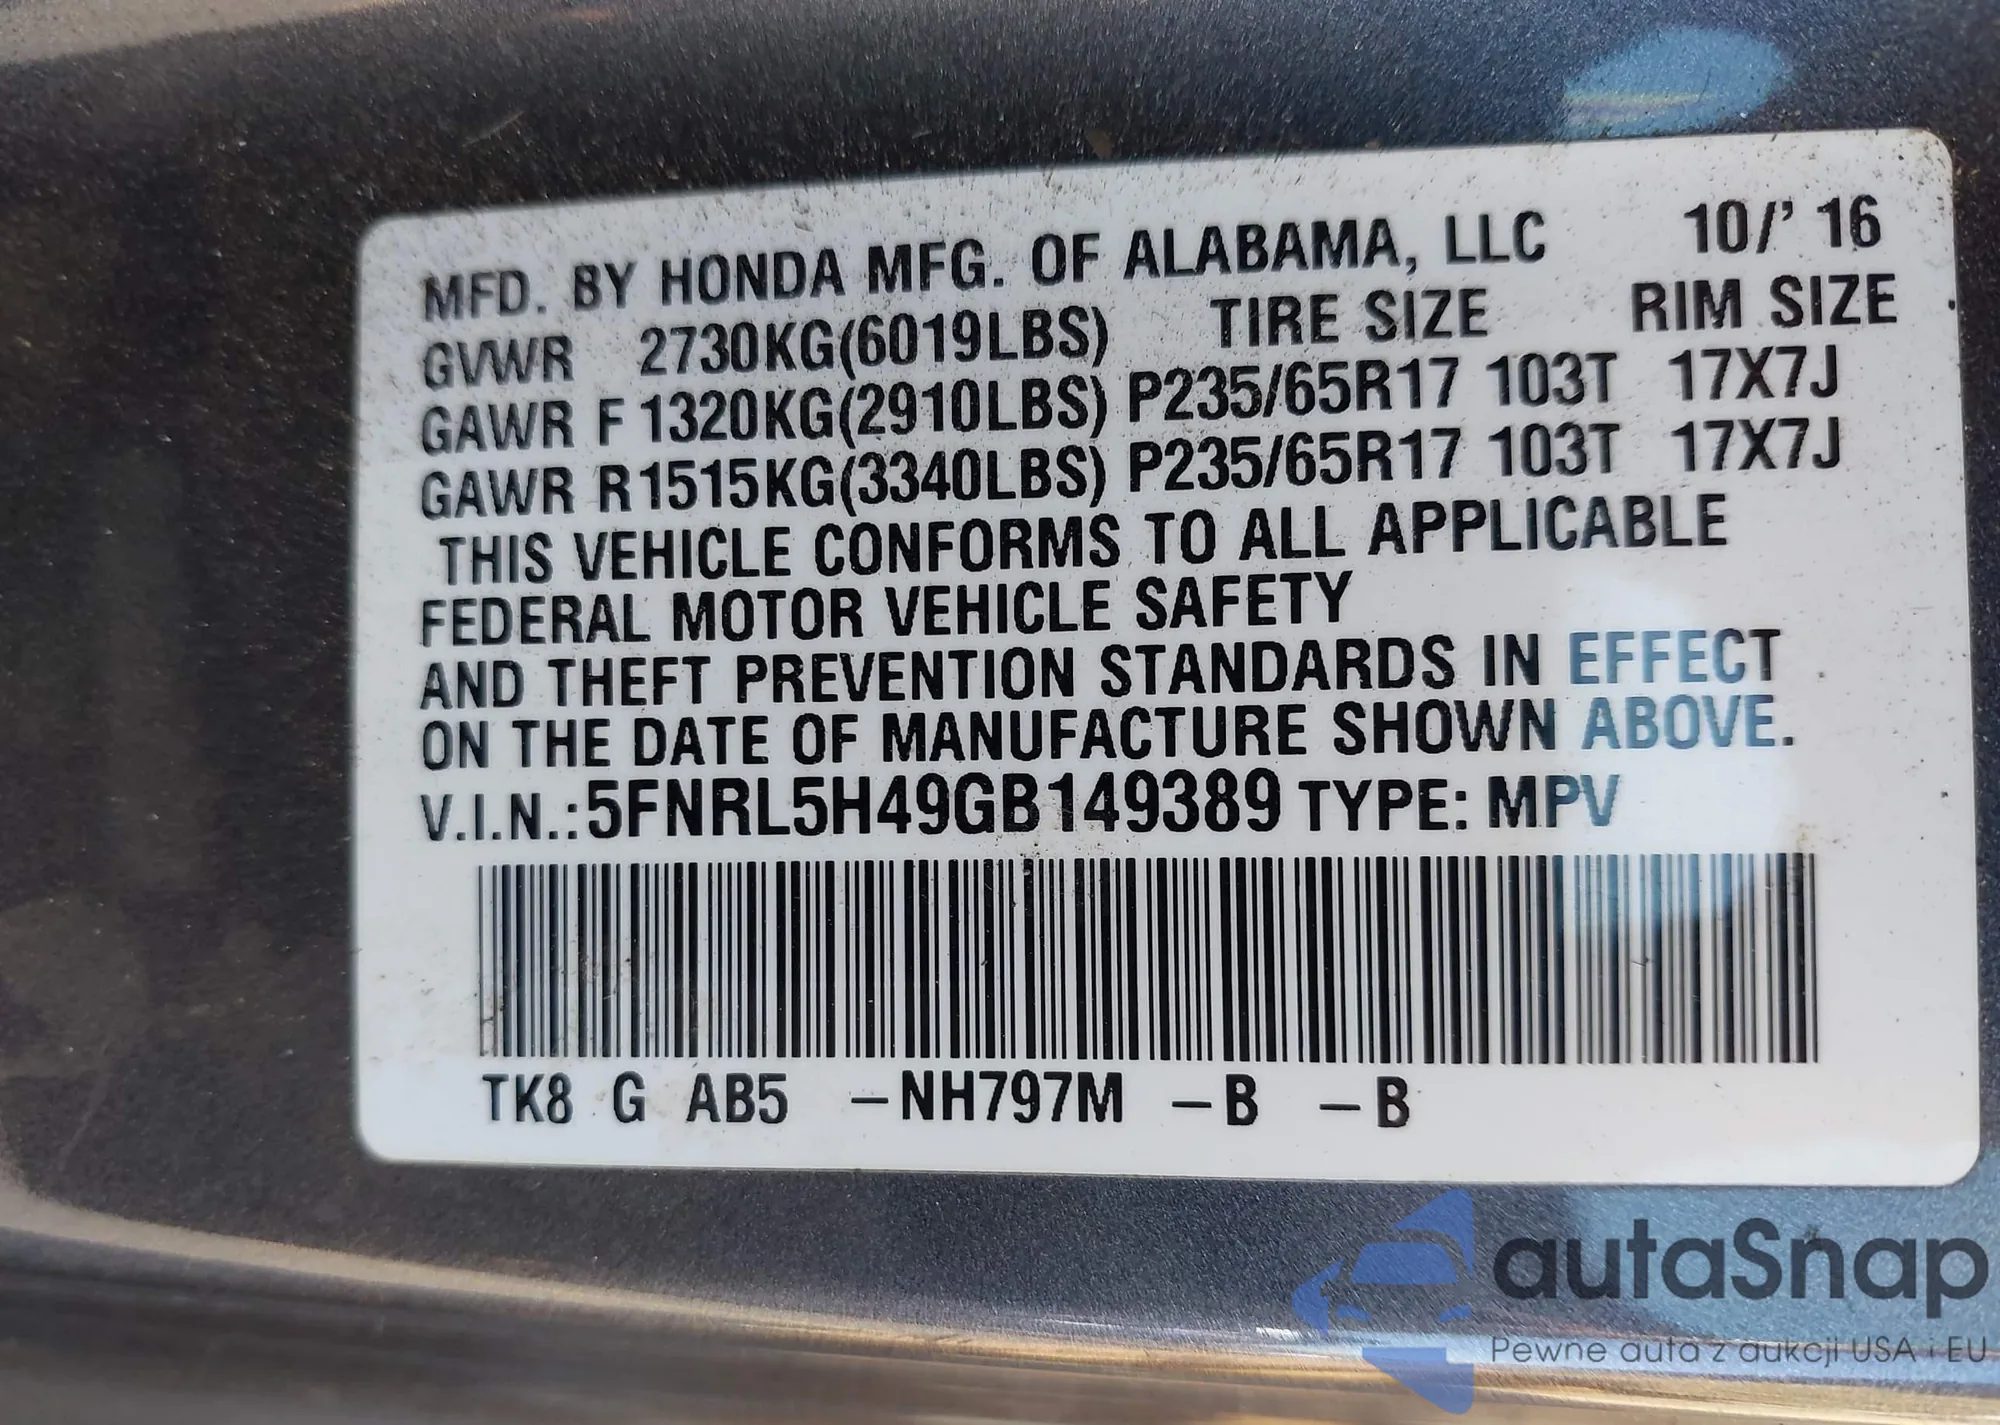 MFD. BY HONDA MFG. OF ALABAMA, LLC 10/' 16
GVWR 2730KG(6019LBS) TIRE SIZE RIM SIZE
GAWR F 1320KG(2910LBS) P235/65R17 103T 17X7J
GAWR R 1515KG(3340LBS) P235/65R17 103T 17X7J
THIS VEHICLE CONFORMS TO ALL APPLICABLE
FEDERAL MOTOR VEHICLE SAFETY
AND THEFT PREVENTION STANDARDS IN EFFECT
ON THE DATE OF MANUFACTURE SHOWN ABOVE.
V.I.N.:5FNRL5H49GB149389 TYPE: MPV
TK8 G AB5 –NH797M –B –B
autaSnap
Pewne auta z aukcji USA i EU